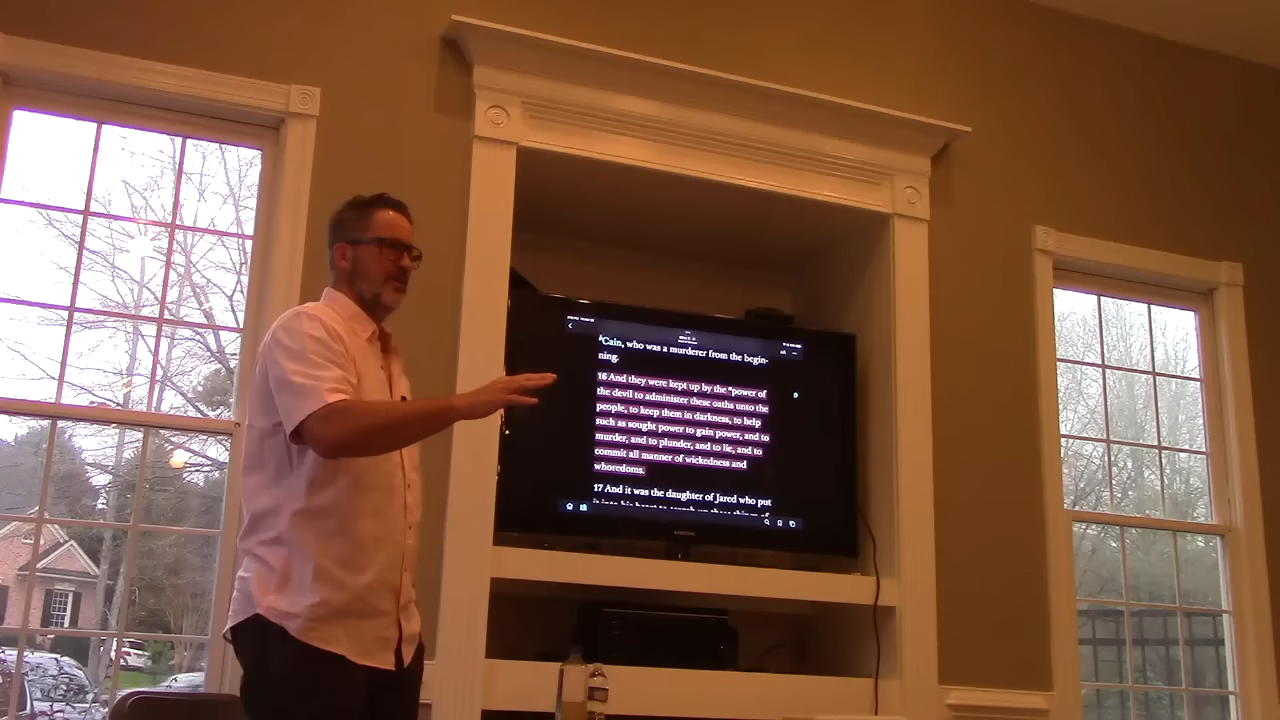 kCain, who was a murderer from the begin-
ning.
16 And they were kept up by the apower of
the devil to administer these oaths unto the
people, to keep them in darkness, to help
such as sought power to gain power, and to
murder, and to plunder, and to lie, and to
commit all manner of wickedness and
whoredoms.
17 And it was the daughter of Jared who put
SAMSUNG